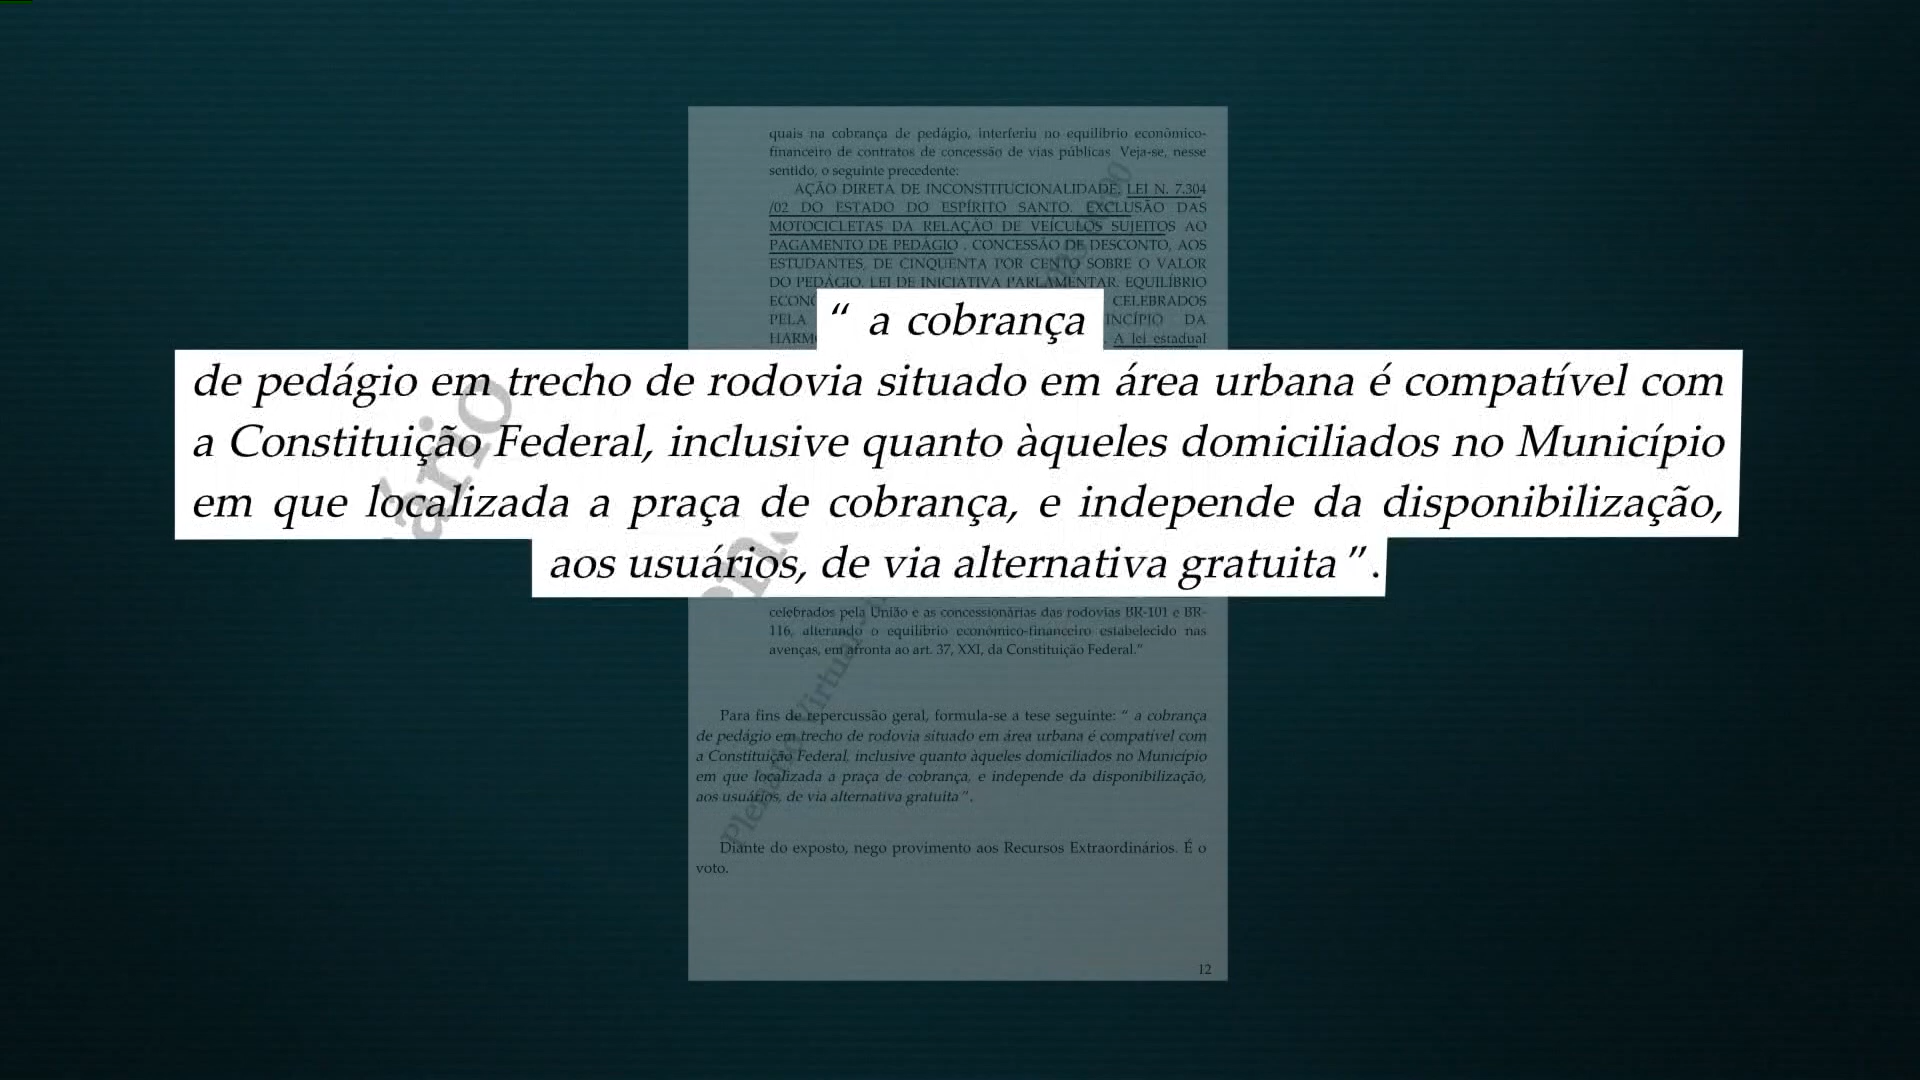 quais na cobrança de pedágio, interferiu no equilíbrio econômico-
financeiro de contratos de concessão de vias públicas Veja-se, nesse
sentido, o seguinte precedente:
AÇÃO DIRETA DE INCONSTITUCIONALIDADE. LEI N. 7.304
/02 DO ESTADO DO ESPÍRITO SANTO. EXCLUSÃO DAS
MOTOCICLETAS DA RELAÇÃO DE VEÍCULOS SUJEITOS AO
PAGAMENTO DE PEDÁGIO . CONCESSÃO DE DESCONTO, AOS
ESTUDANTES, DE CINQUENTA POR CENTO SOBRE O VALOR
DO PEDÁGIO. LEI DE INICIATIVA PARLAMENTAR. EQUILÍBRIO
CELEBRADOS
PELA DA
A lei estadual
“ a cobrança
de pedágio em trecho de rodovia situado em área urbana é compatível com
a Constituição Federal, inclusive quanto àqueles domiciliados no Município
em que localizada a praça de cobrança, e independe da disponibilização,
aos usuários, de via alternativa gratuita ”.
celebrados pela União e as concessionárias das rodovias BR-101 e BR-
116, alterando o equilíbrio econômico-financeiro estabelecido nas
avenças, em afronta ao art. 37, XXI, da Constituição Federal.”
Para fins de repercussão geral, formula-se a tese seguinte: “ a cobrança
de pedágio em trecho de rodovia situado em área urbana é compatível com
a Constituição Federal, inclusive quanto àqueles domiciliados no Município
em que localizada a praça de cobrança, e independe da disponibilização,
aos usuários, de via alternativa gratuita ”.
Diante do exposto, nego provimento aos Recursos Extraordinários. É o
voto.
12
Plenário Virtual